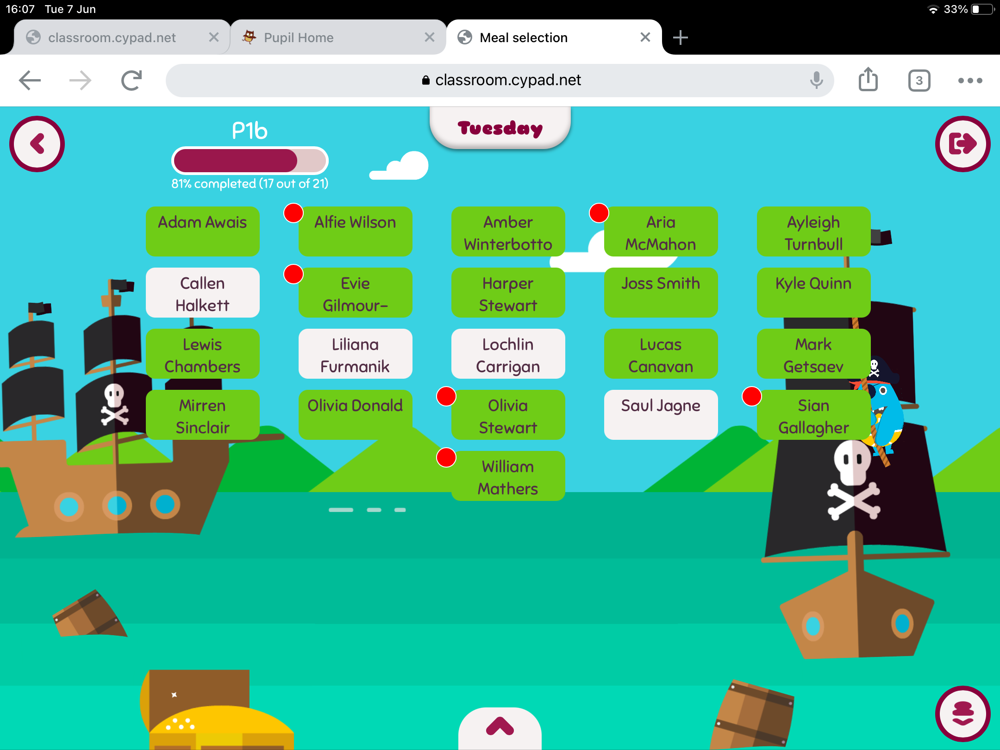 16:07 Tue 7 Jun 33%
classroom.cypad.net Pupil Home Meal selection
classroom.cypad.net 3
P1b
Tuesday
81% completed (17 out of 21)
Adam Awais
Alfie Wilson
Amber
Winterbotto
Aria
McMahon
Ayleigh
Turnbull
Callen
Halkett
Evie
Gilmour-
Harper
Stewart
Joss Smith
Kyle Quinn
Lewis
Chambers
Liliana
Furmanik
Lochlin
Carrigan
Lucas
Canavan
Mark
Getsaev
Mirren
Sinclair
Olivia Donald
Olivia
Stewart
Saul Jagne
Sian
Gallagher
William
Mathers